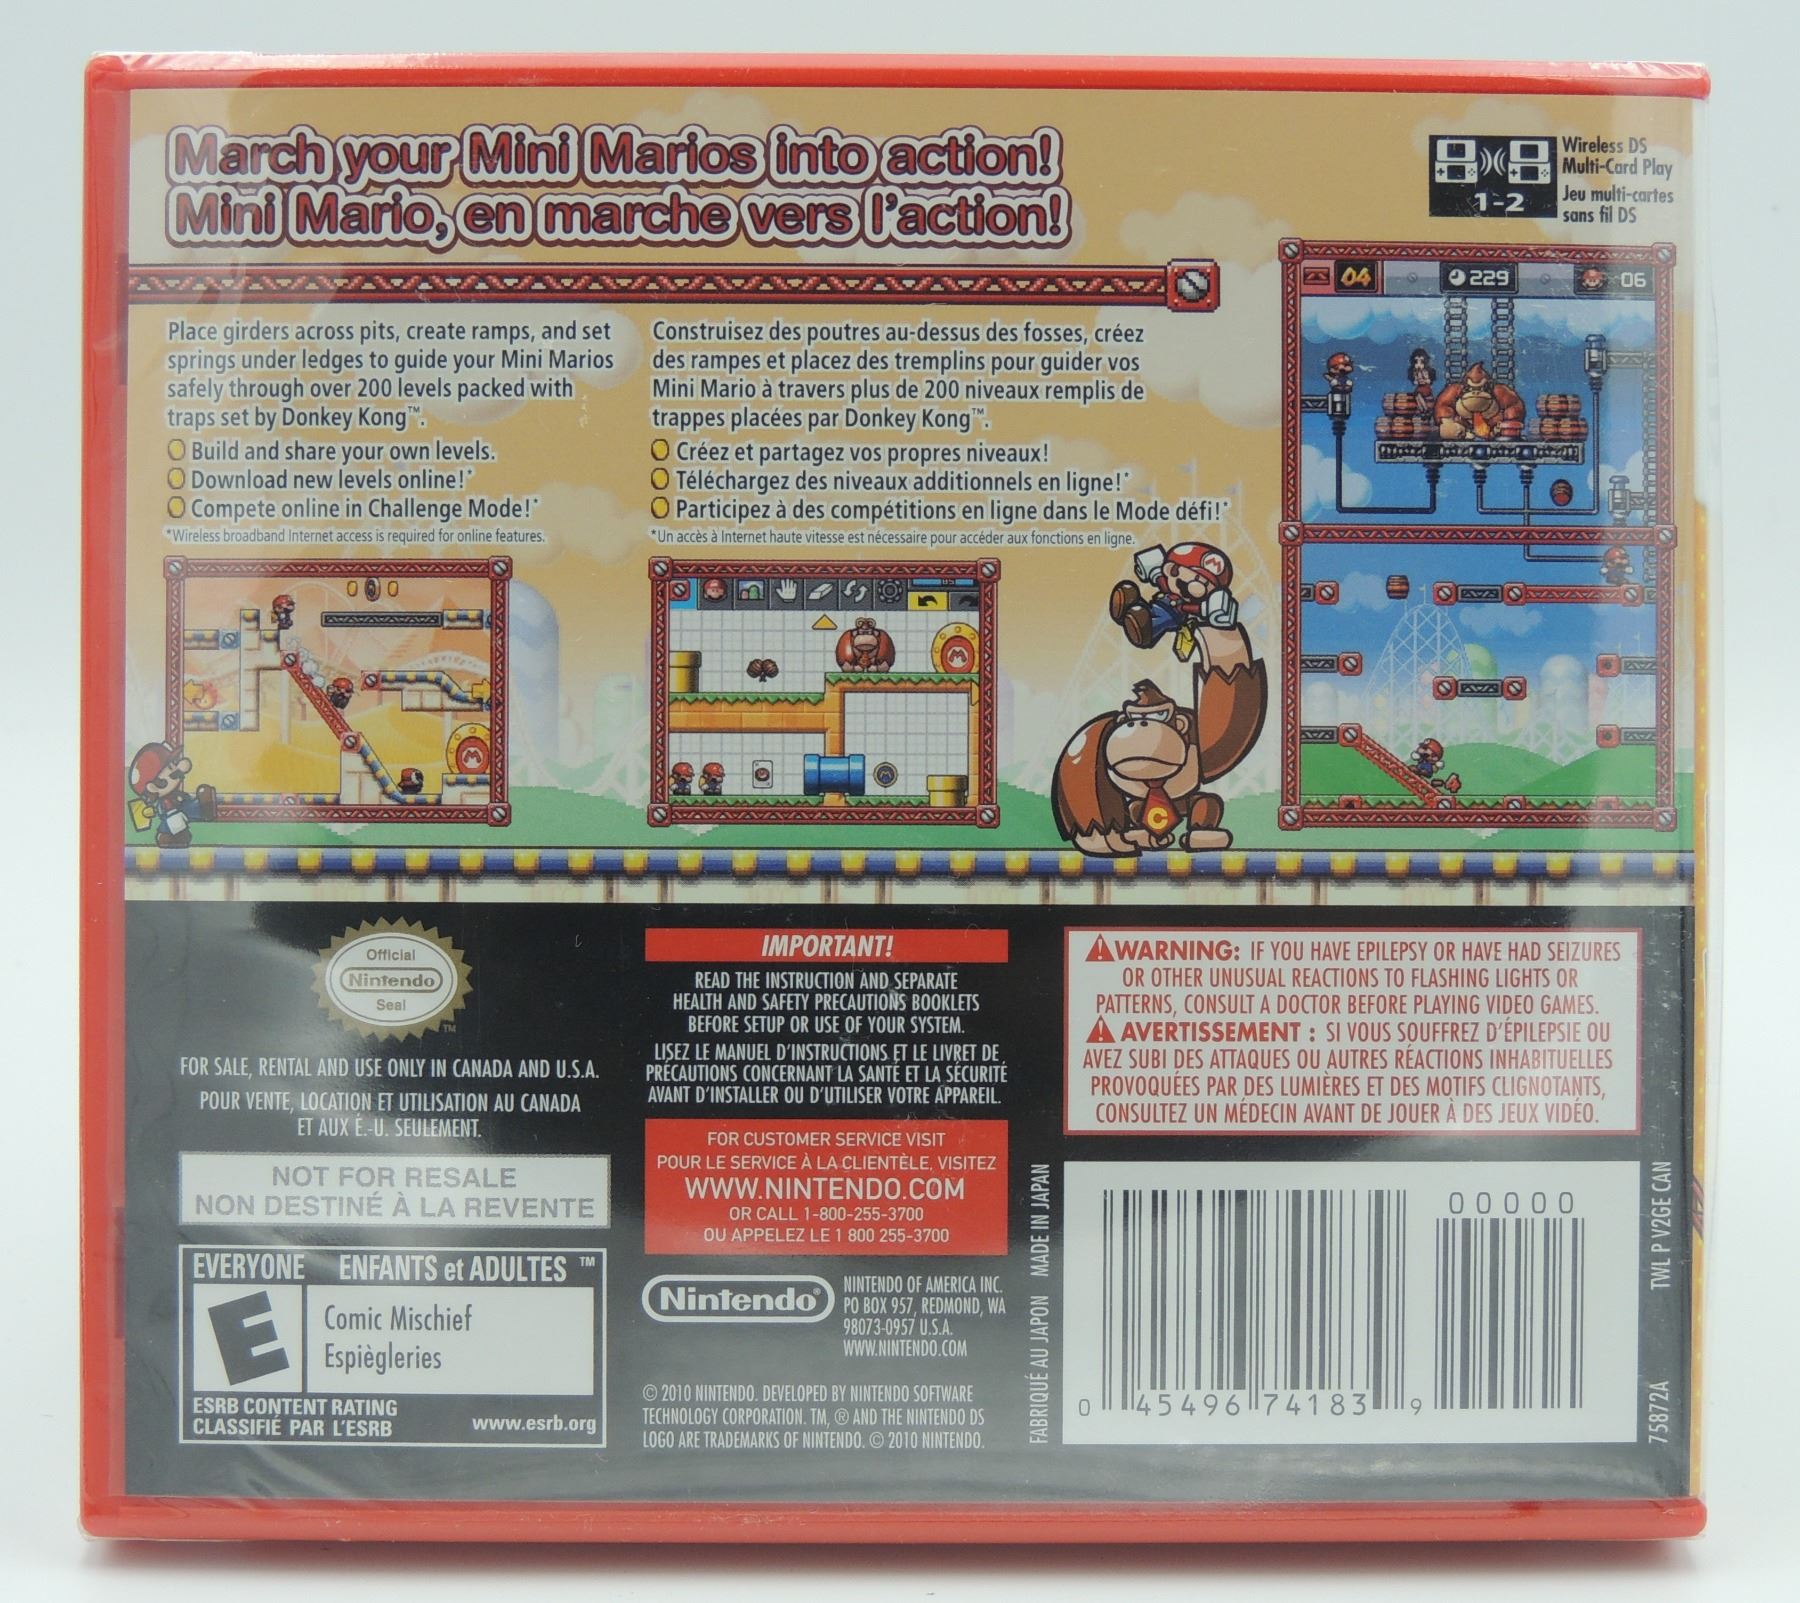 March your Mini Marios into action!
Mini Mario, en marche vers l'action!
Wireless DS
Multi-Card Play
Jeu multi-cartes
sans fil DS
1-2
Place girders across pits, create ramps, and set
springs under ledges to guide your Mini Marios
safely through over 200 levels packed with
traps set by Donkey Kong™.
Build and share your own levels.
Download new levels online!*
Compete online in Challenge Mode!*
*Wireless broadband Internet access is required for online features.
Construisez des poutres au-dessus des fosses, créez
des rampes et placez des tremplins pour guider vos
Mini Mario à travers plus de 200 niveaux remplis de
trappes placées par Donkey Kong™.
Créez et partagez vos propres niveaux!
Téléchargez des niveaux additionnels en ligne!*
Participez à des compétitions en ligne dans le Mode défi!*
*Un accès à Internet haute vitesse est nécessaire pour accéder aux fonctions en ligne.
04 229 06
M
M
M
C
4
Official
Nintendo
Seal
™
FOR SALE, RENTAL AND USE ONLY IN CANADA AND U.S.A.
POUR VENTE, LOCATION ET UTILISATION AU CANADA
ET AUX É.-U. SEULEMENT.
NOT FOR RESALE
NON DESTINÉ À LA REVENTE
EVERYONE ENFANTS et ADULTES ™
E
Comic Mischief
Espiègleries
ESRB CONTENT RATING
CLASSIFIÉ PAR L'ESRB
www.esrb.org
IMPORTANT!
READ THE INSTRUCTION AND SEPARATE
HEALTH AND SAFETY PRECAUTIONS BOOKLETS
BEFORE SETUP OR USE OF YOUR SYSTEM.
LISEZ LE MANUEL D'INSTRUCTIONS ET LE LIVRET DE
PRÉCAUTIONS CONCERNANT LA SANTÉ ET LA SÉCURITÉ
AVANT D'INSTALLER OU D'UTILISER VOTRE APPAREIL.
FOR CUSTOMER SERVICE VISIT
POUR LE SERVICE À LA CLIENTÈLE, VISITEZ
WWW.NINTENDO.COM
OR CALL 1-800-255-3700
OU APPELEZ LE 1 800 255-3700
Nintendo®
NINTENDO OF AMERICA INC.
PO BOX 957, REDMOND, WA
98073-0957 U.S.A.
WWW.NINTENDO.COM
© 2010 NINTENDO. DEVELOPED BY NINTENDO SOFTWARE
TECHNOLOGY CORPORATION. TM, ® AND THE NINTENDO DS
LOGO ARE TRADEMARKS OF NINTENDO. © 2010 NINTENDO.
WARNING: IF YOU HAVE EPILEPSY OR HAVE HAD SEIZURES
OR OTHER UNUSUAL REACTIONS TO FLASHING LIGHTS OR
PATTERNS, CONSULT A DOCTOR BEFORE PLAYING VIDEO GAMES.
AVERTISSEMENT : SI VOUS SOUFFREZ D'ÉPILEPSIE OU
AVEZ SUBI DES ATTAQUES OU AUTRES RÉACTIONS INHABITUELLES
PROVOQUÉES PAR DES LUMIÈRES ET DES MOTIFS CLIGNOTANTS,
CONSULTEZ UN MÉDECIN AVANT DE JOUER À DES JEUX VIDÉO.
FABRIQUÉ AU JAPON MADE IN JAPAN
00000
0 45496 74183 9
75872A TWL P V2GE CAN